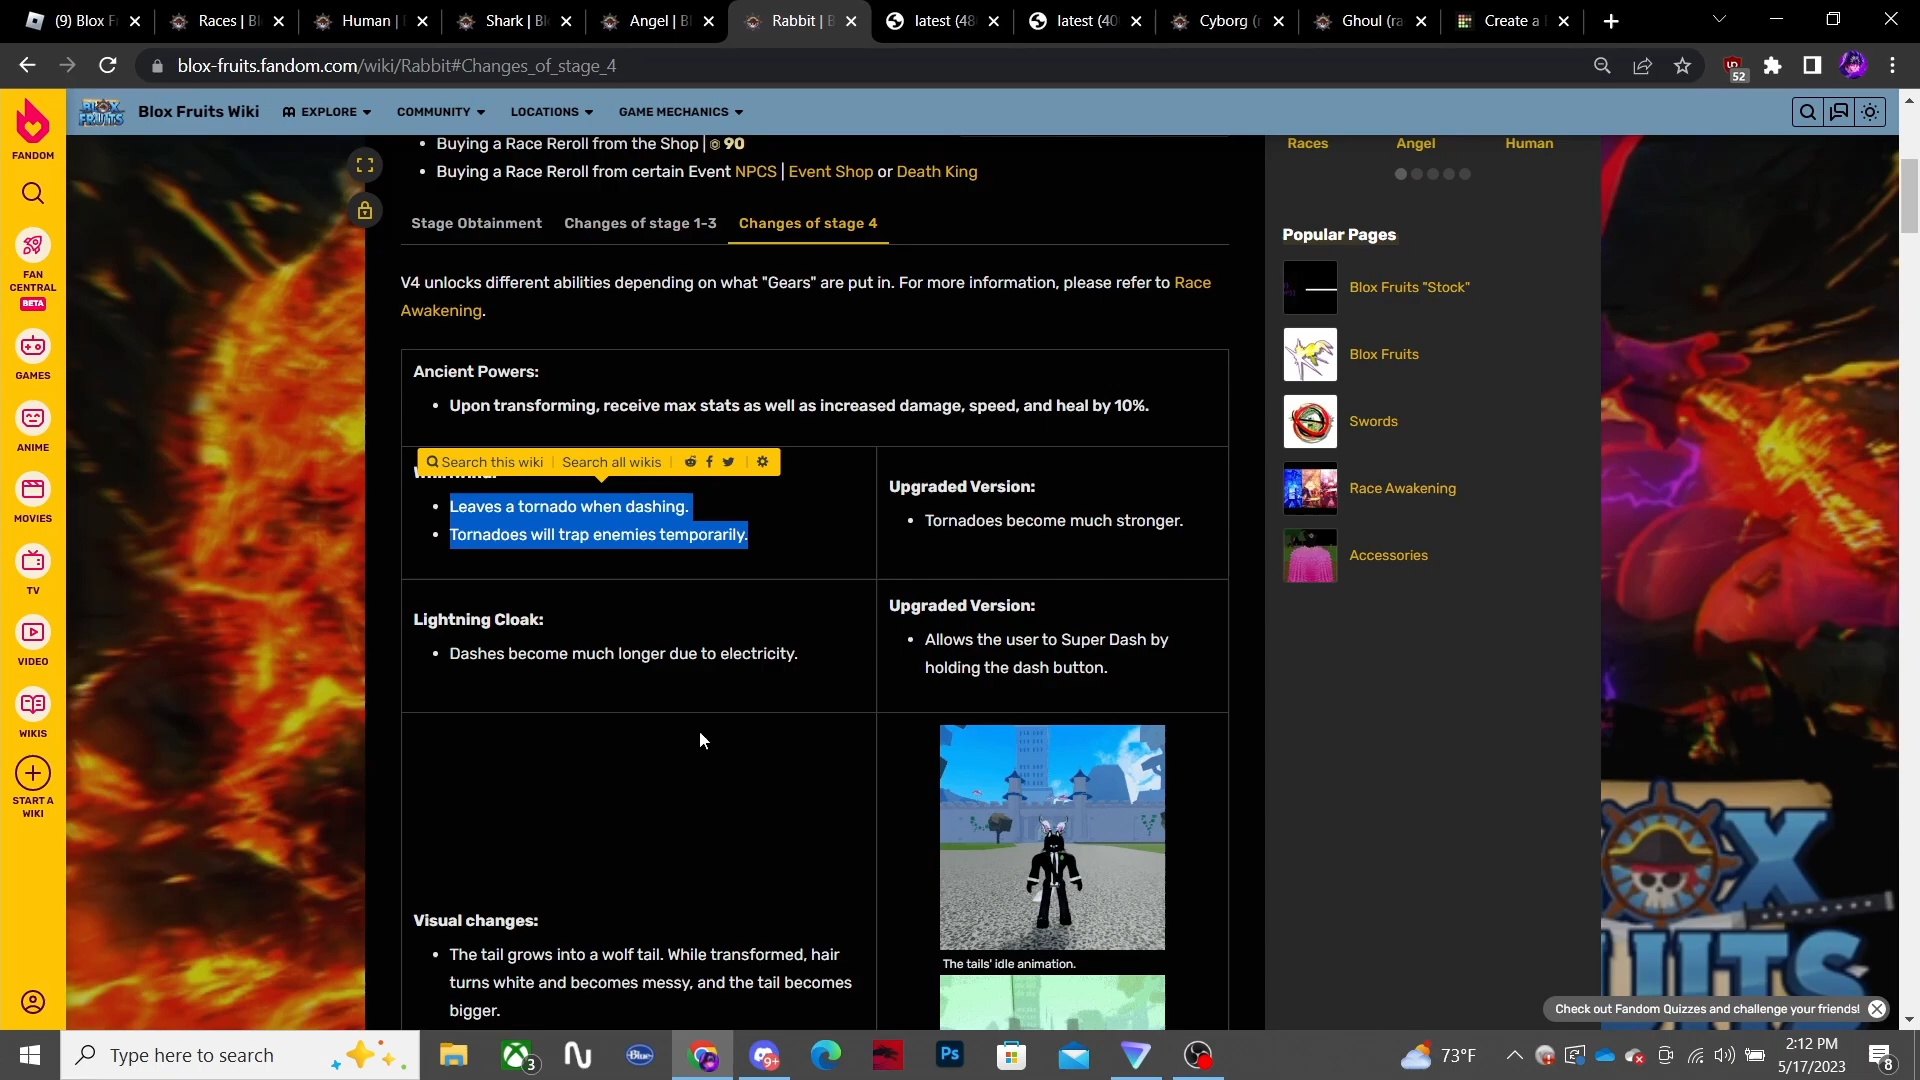 (9) Blox Fr
Races | Bl
Human |
Shark | Bl
Angel | Bl
Rabbit | B
latest (48
latest (40
Cyborg (r
Ghoul (ra
Create a
blox-fruits.fandom.com/wiki/Rabbit#Changes_of_stage_4
52
FANDOM
FAN CENTRAL
BETA
GAMES
ANIME
MOVIES
TV
VIDEO
WIKIS
START A WIKI
BLOX FRUITS
Blox Fruits Wiki
EXPLORE
COMMUNITY
LOCATIONS
GAME MECHANICS
Buying a Race Reroll from the Shop | 90
Buying a Race Reroll from certain Event NPCS | Event Shop or Death King
Stage Obtainment
Changes of stage 1-3
Changes of stage 4
V4 unlocks different abilities depending on what "Gears" are put in. For more information, please refer to Race
Awakening.
Ancient Powers:
Upon transforming, receive max stats as well as increased damage, speed, and heal by 10%.
Search this wiki
Search all wikis
Leaves a tornado when dashing.
Tornadoes will trap enemies temporarily.
Upgraded Version:
Tornadoes become much stronger.
Lightning Cloak:
Dashes become much longer due to electricity.
Upgraded Version:
Allows the user to Super Dash by
holding the dash button.
Visual changes:
The tail grows into a wolf tail. While transformed, hair
turns white and becomes messy, and the tail becomes
bigger.
The tails' idle animation.
Races
Angel
Human
Popular Pages
Blox Fruits "Stock"
Blox Fruits
Swords
Race Awakening
Accessories
Check out Fandom Quizzes and challenge your friends!
Type here to search
3
Blue
9+
Ps
73°F
2:12 PM
5/17/2023
8